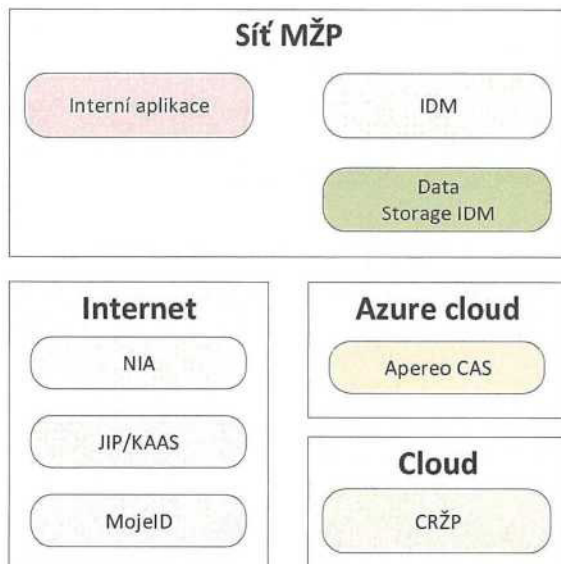 Síť MŽP
Interní aplikace
IDM
Data
Storage IDM
Internet
NIA
JIP/KAAS
MojeID
Azure cloud
Apereo CAS
Cloud
CRŽP